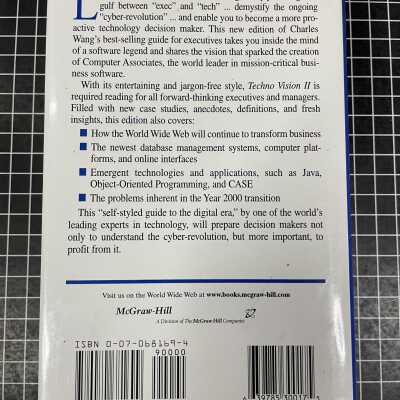 L gulf between "exec" and "tech" ... demystify the ongoing
"cyber-revolution" ... and enable you to become a more pro-
active technology decision maker. This new edition of Charles
Wang's best-selling guide for executives takes you inside the mind
of a software legend and shares the vision that sparked the creation
of Computer Associates, the world leader in mission-critical busi-
ness software.
With its entertaining and jargon-free style, Techno Vision II is
required reading for all forward-thinking executives and managers.
Filled with new case studies, anecdotes, definitions, and fresh
insights, this edition also covers:
■ How the World Wide Web will continue to transform business
■ The newest database management systems, computer plat-
forms, and online interfaces
■ Emergent technologies and applications, such as Java,
Object-Oriented Programming, and CASE
■ The problems inherent in the Year 2000 transition
This "self-styled guide to the digital era," by one of the world's
leading experts in technology, will prepare decision makers not
only to understand the cyber-revolution, but more important, to
profit from it.
Visit us on the World Wide Web at www.books.mcgraw-hill.com
McGraw-Hill
A Division of The McGraw-Hill Companies
ISBN 0-07-068169-4
90000
39785 30017